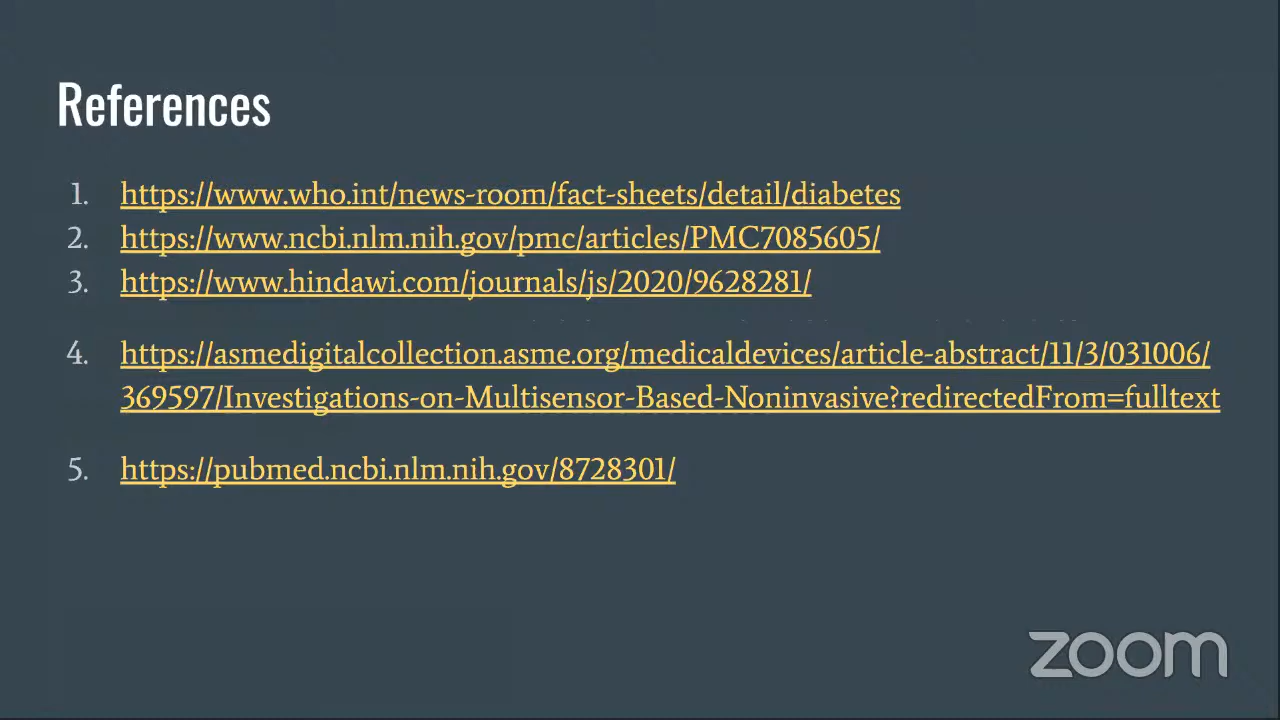 References
1. https://www.who.int/news-room/fact-sheets/detail/diabetes
2. https://www.ncbi.nlm.nih.gov/pmc/articles/PMC7085605/
3. https://www.hindawi.com/journals/js/2020/9628281/
4. https://asmedigitalcollection.asme.org/medicaldevices/article-abstract/11/3/031006/
369597/Investigations-on-Multisensor-Based-Noninvasive?redirectedFrom=fulltext
5. https://pubmed.ncbi.nlm.nih.gov/8728301/
zoom